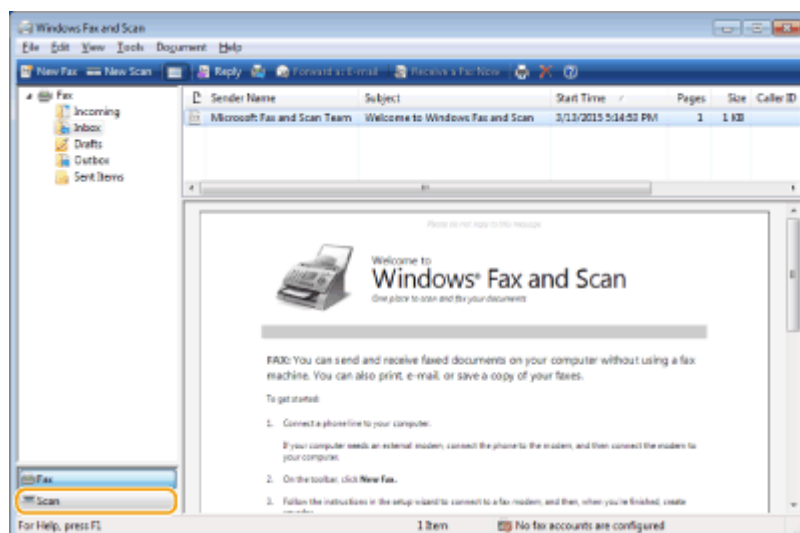 Windows Fax and Scan
File Edit View Tools Document Help
New Fax New Scan Reply Forward as E-mail Receive a Fax Now
Fax
Incoming
Inbox
Drafts
Outbox
Sent Items
Sender Name Subject Start Time Pages Size Caller ID
Microsoft Fax and Scan Team Welcome to Windows Fax and Scan 3/13/2015 5:14:53 PM 1 1 KB
Please do not reply to this message.
Welcome to
Windows® Fax and Scan
One place to scan and fax your documents
FAX: You can send and receive faxed documents on your computer without using a fax
machine. You can also print, e-mail, or save a copy of your faxes.
To get started:
1. Connect a phone line to your computer.
If your computer needs an external modem, connect the phone to the modem, and then connect the modem to
your computer.
2. On the toolbar, click New Fax.
3. Follow the instructions in the setup wizard to connect to a fax modem, and then, when you're finished, create
Fax
Scan
For Help, press F1 1 Item No fax accounts are configured